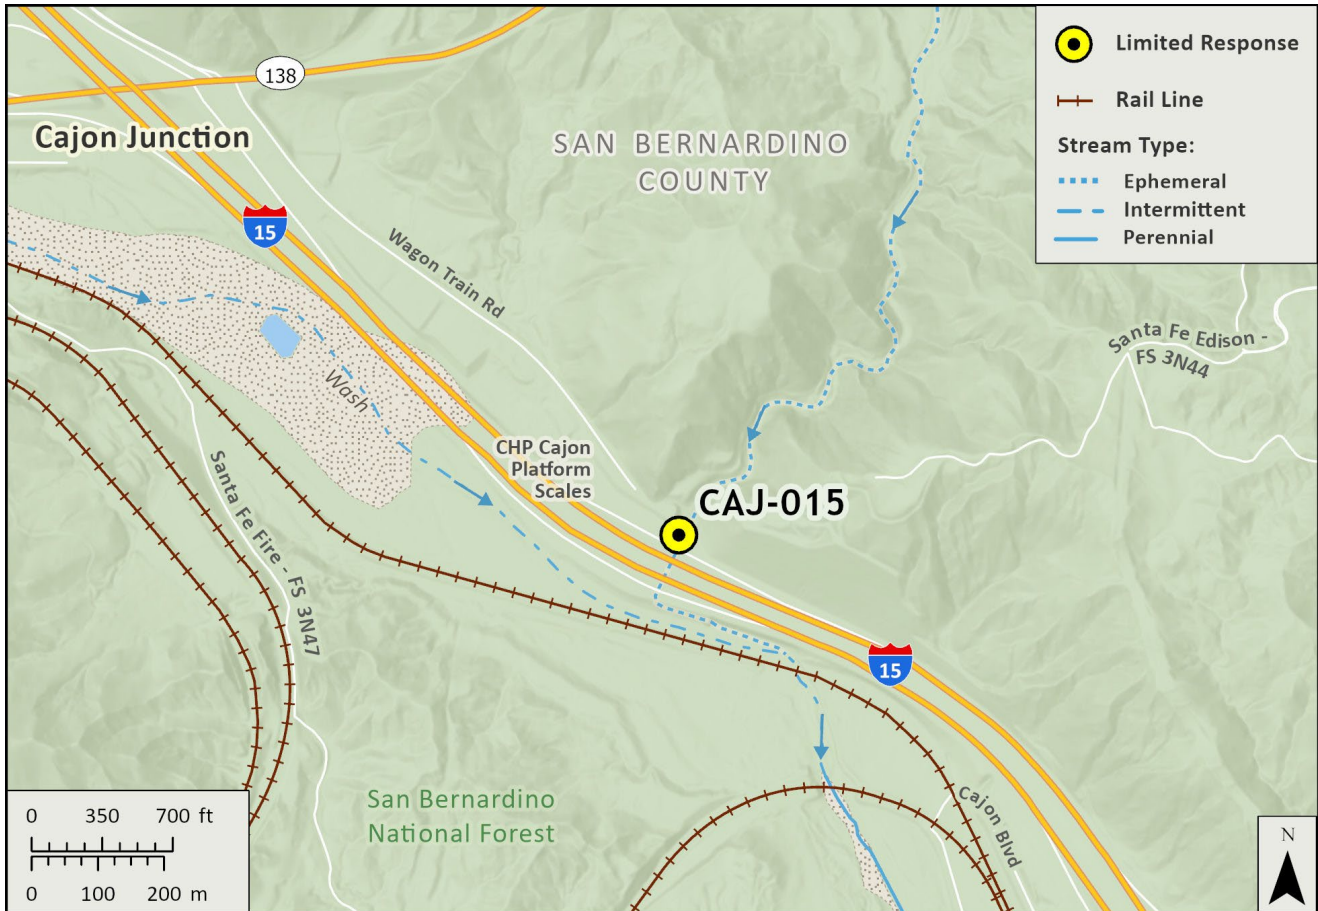 138
Cajon Junction
SAN BERNARDINO
COUNTY
Limited Response
Rail Line
Stream Type:
Ephemeral
Intermittent
Perennial
15
Wagon Train Rd
Santa Fe Edison -
FS 3N44
Wash
CHP Cajon
Platform
Scales
CAJ-015
Santa Fe Fire - FS 3N47
15
San Bernardino
National Forest
Cajon Blvd
0 350 700 ft
0 100 200 m
N